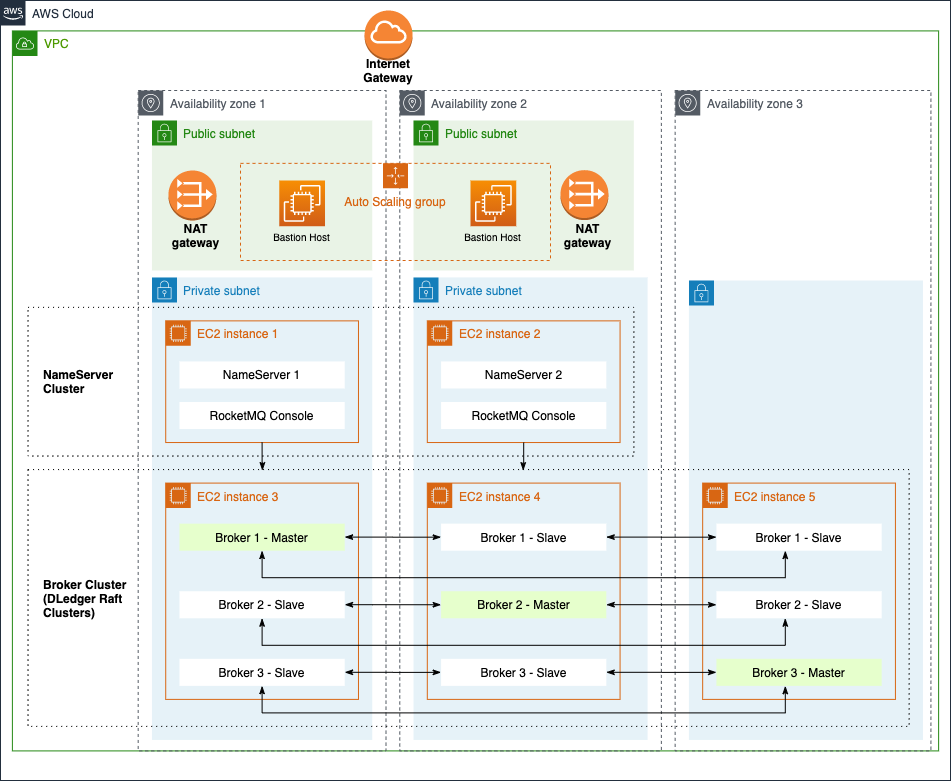 aws
AWS Cloud
VPC
Internet
Gateway
Availability zone 1
Availability zone 2
Availability zone 3
Public subnet
Public subnet
Auto Scaling group
NAT
gateway
Bastion Host
Bastion Host
NAT
gateway
Private subnet
Private subnet
NameServer
Cluster
EC2 instance 1
NameServer 1
RocketMQ Console
EC2 instance 2
NameServer 2
RocketMQ Console
Broker Cluster
(DLedger Raft
Clusters)
EC2 instance 3
EC2 instance 4
EC2 instance 5
Broker 1 - Master
Broker 1 - Slave
Broker 1 - Slave
Broker 2 - Slave
Broker 2 - Master
Broker 2 - Slave
Broker 3 - Slave
Broker 3 - Slave
Broker 3 - Master